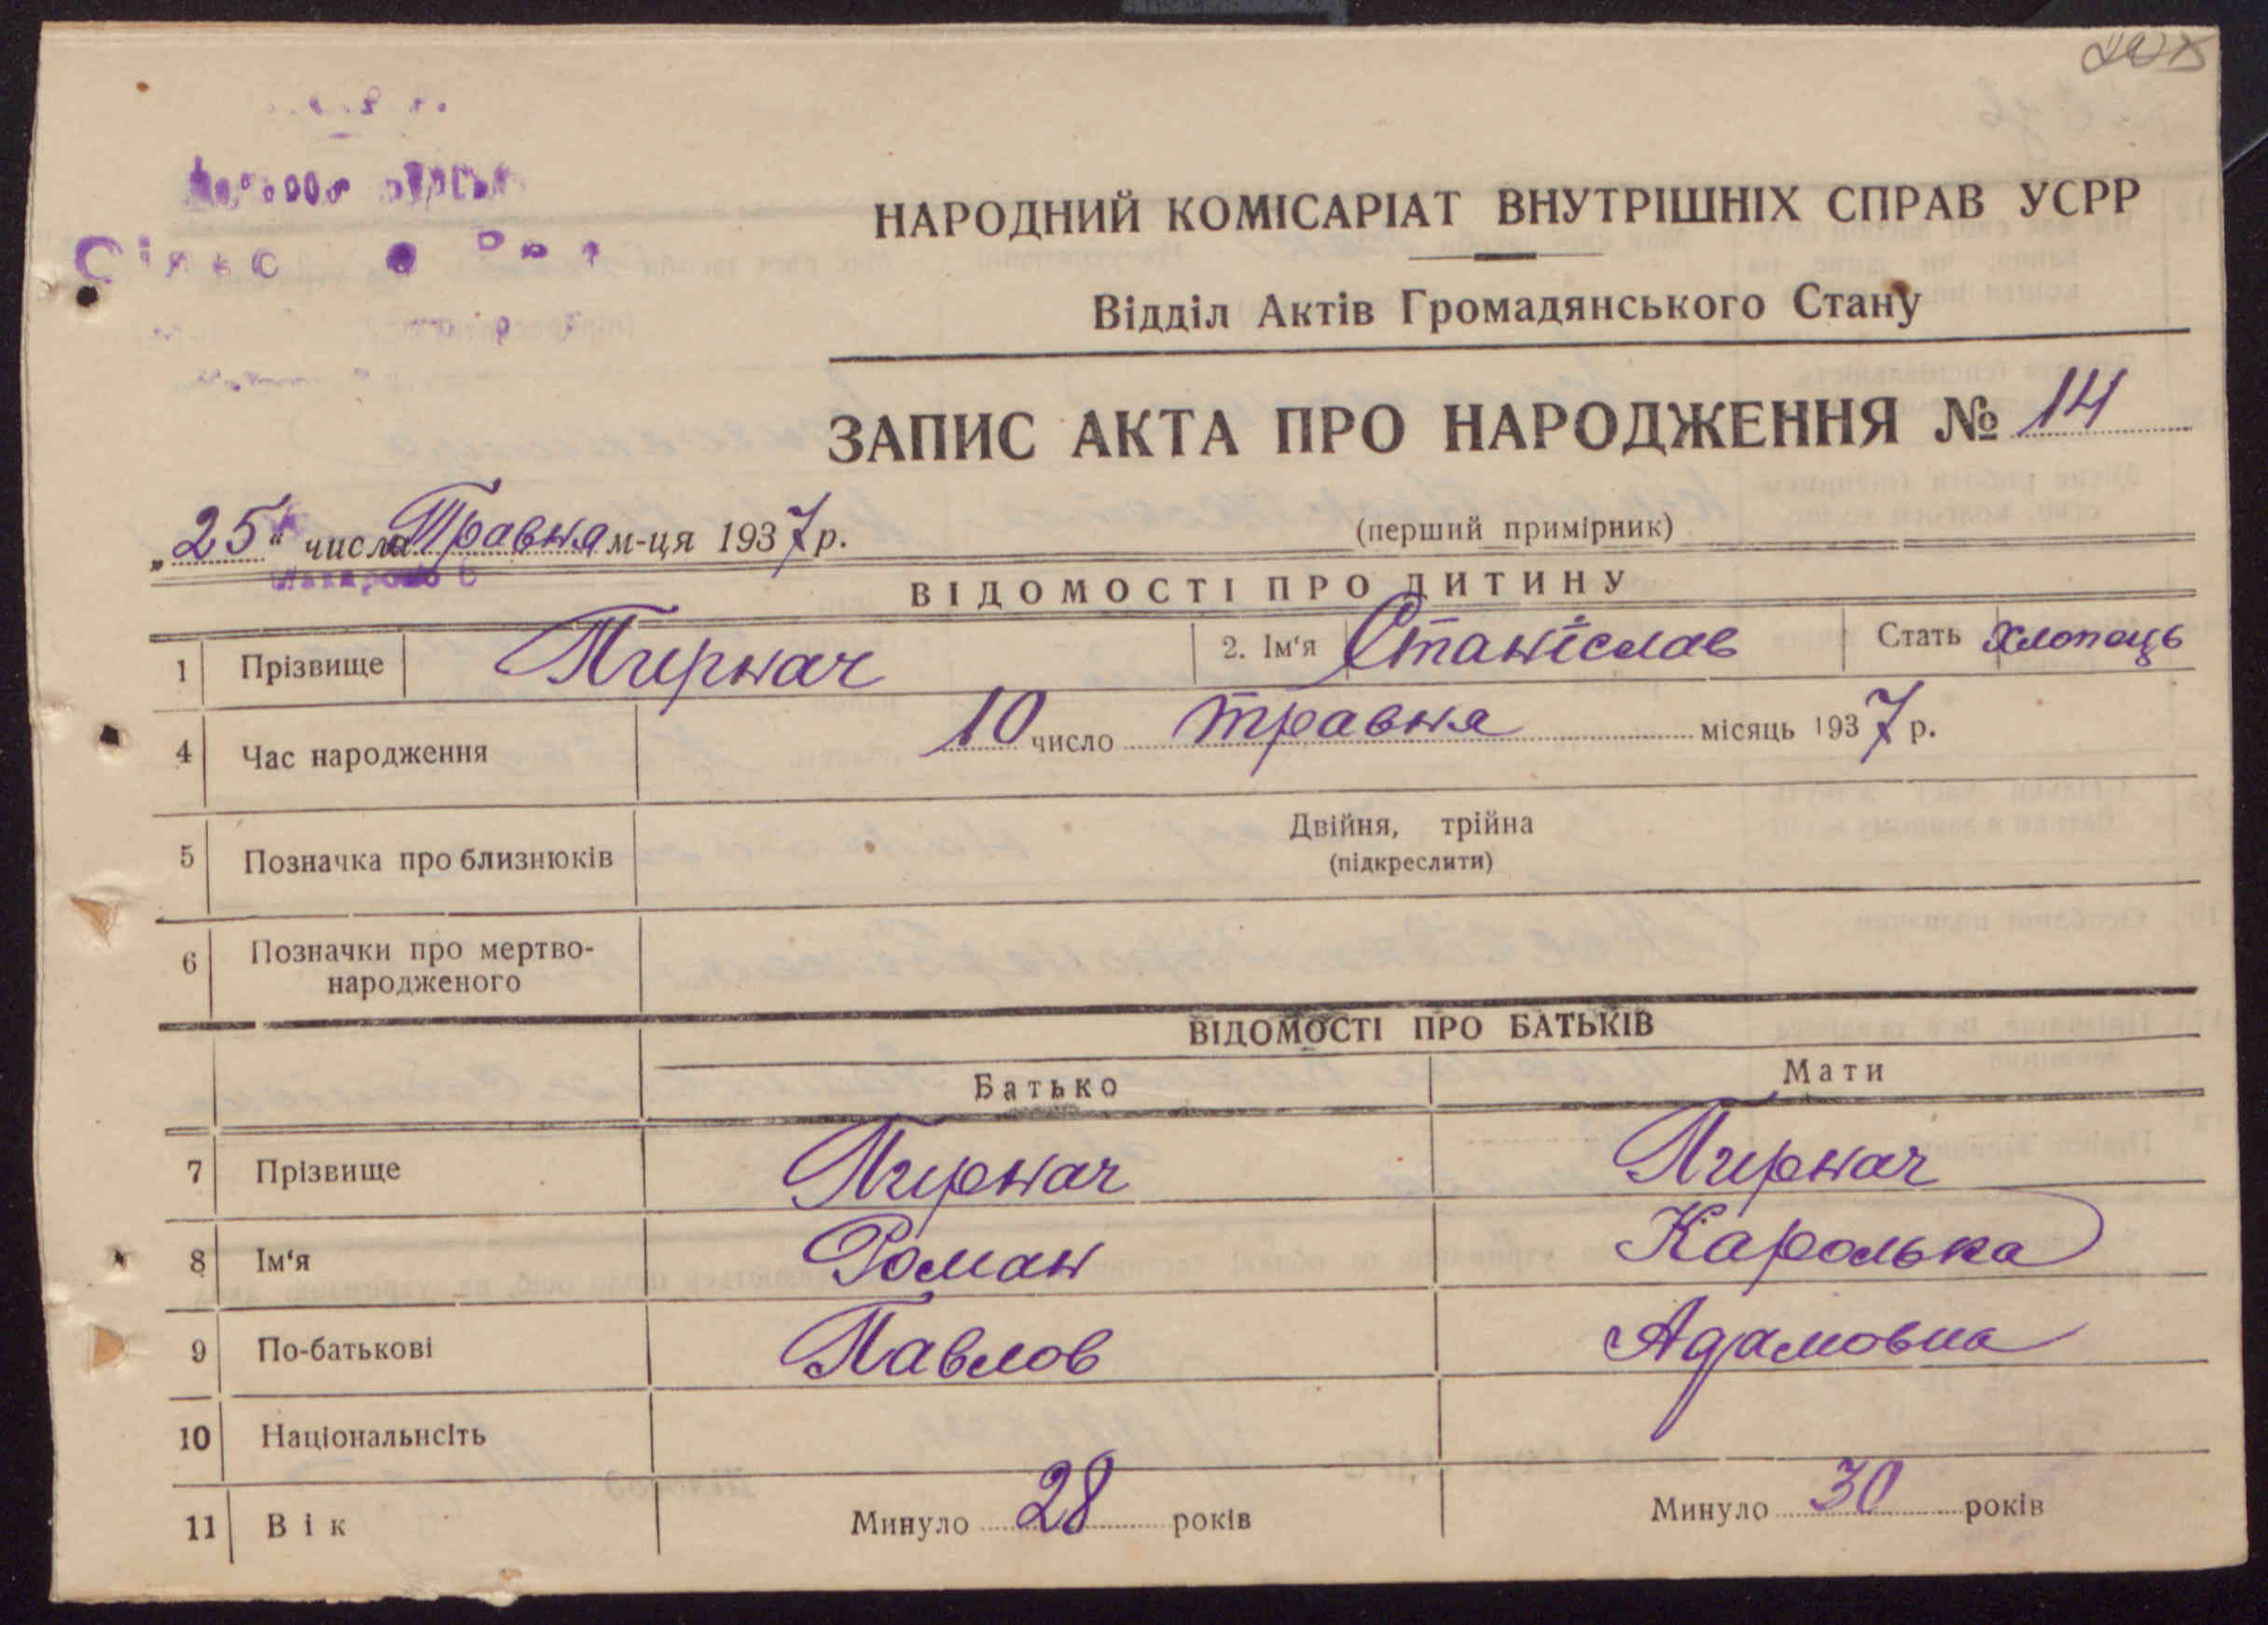 НАРОДНИЙ КОМІСАРІАТ ВНУТРІШНІХ СПРАВ УСРР
Відділ Актів Громадянського Стану
ЗАПИС АКТА ПРО НАРОДЖЕННЯ № 14
„25“ числа Травня м-ця 1937 р.
(перший примірник)
ВІДОМОСТІ ПРО ДИТИНУ
1 Прізвище Пирнач 2. Ім‘я Станіслав Стать хлопець
4 Час народження 10 число травня місяць 1937 р.
5 Позначка про близнюків Двійня, трійна
(підкреслити)
6 Позначки про мертво-
народженого
ВІДОМОСТІ ПРО БАТЬКІВ
Батько Мати
7 Прізвище Пирнач Пирнач
8 Ім‘я Роман Каролька
9 По-батькові Павлов Адамовна
10 Національнсіть
11 Вік Минуло 28 років Минуло 30 років